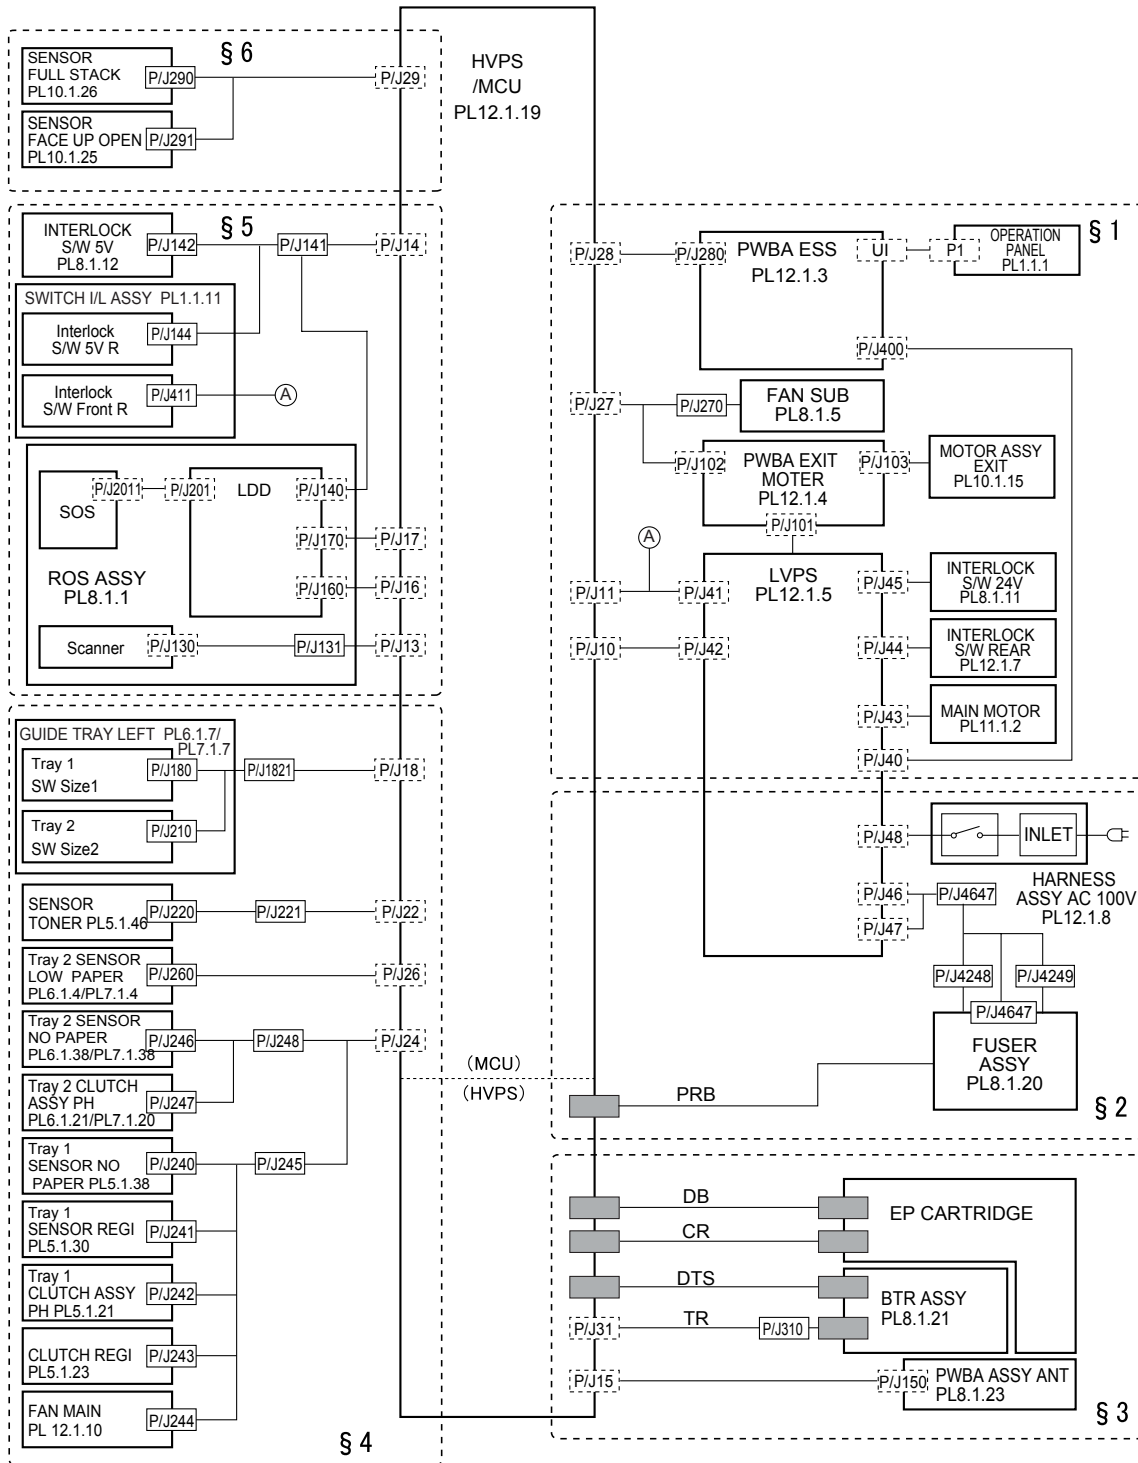 §6
SENSOR
FULL STACK
PL10.1.26
P/J290
P/J29
SENSOR
FACE UP OPEN
PL10.1.25
P/J291
HVPS
/MCU
PL12.1.19
§5
INTERLOCK
S/W 5V
PL8.1.12
P/J142
P/J141
P/J14
SWITCH I/L ASSY PL1.1.11
Interlock
S/W 5V R
P/J144
Interlock
S/W Front R
P/J411
A
SOS
P/J2011
P/J201
LDD
P/J140
P/J170
P/J17
P/J160
P/J16
ROS ASSY
PL8.1.1
Scanner
P/J130
P/J131
P/J13
GUIDE TRAY LEFT PL6.1.7/
PL7.1.7
Tray 1
SW Size1
P/J180
P/J1821
P/J18
Tray 2
SW Size2
P/J210
SENSOR
TONER PL5.1.46
P/J220
P/J221
P/J22
Tray 2 SENSOR
LOW PAPER
PL6.1.4/PL7.1.4
P/J260
P/J26
Tray 2 SENSOR
NO PAPER
PL6.1.38/PL7.1.38
P/J246
P/J248
P/J24
Tray 2 CLUTCH
ASSY PH
PL6.1.21/PL7.1.20
P/J247
Tray 1
SENSOR NO
PAPER PL5.1.38
P/J240
P/J245
Tray 1
SENSOR REGI
PL5.1.30
P/J241
Tray 1
CLUTCH ASSY
PH PL5.1.21
P/J242
CLUTCH REGI
PL5.1.23
P/J243
FAN MAIN
PL 12.1.10
P/J244
§4
(MCU)
(HVPS)
§1
P/J28
P/J280
PWBA ESS
PL12.1.3
UI
P1
OPERATION
PANEL
PL1.1.1
P/J400
P/J27
P/J270
FAN SUB
PL8.1.5
P/J102
PWBA EXIT
MOTER
PL12.1.4
P/J103
MOTOR ASSY
EXIT
PL10.1.15
P/J101
A
P/J11
P/J41
LVPS
PL12.1.5
P/J45
INTERLOCK
S/W 24V
PL8.1.11
P/J10
P/J42
P/J44
INTERLOCK
S/W REAR
PL12.1.7
P/J43
MAIN MOTOR
PL11.1.2
P/J40
P/J48
INLET
HARNESS
ASSY AC 100V
PL12.1.8
P/J46
P/J47
P/J4647
P/J4248
P/J4249
P/J4647
FUSER
ASSY
PL8.1.20
PRB
§2
DB
CR
EP CARTRIDGE
DTS
TR
P/J31
P/J310
BTR ASSY
PL8.1.21
P/J15
P/J150
PWBA ASSY ANT
PL8.1.23
§3